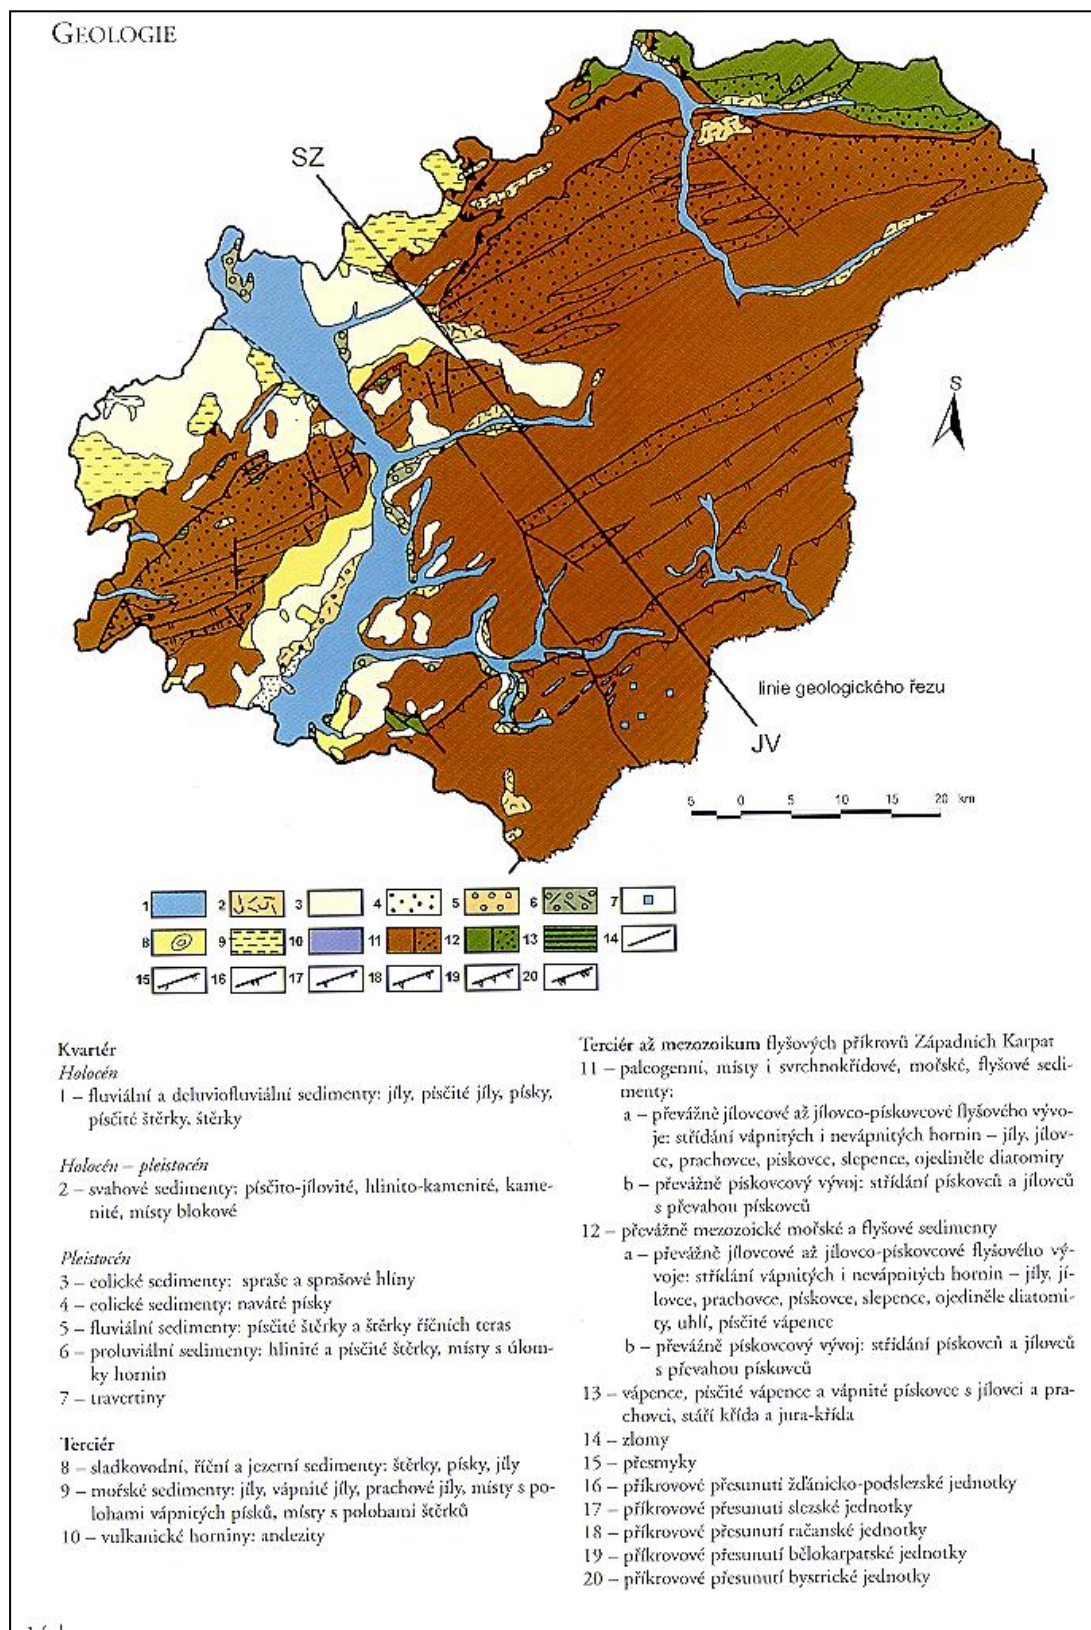 GEOLOGIE
SZ
S
linie geologického řezu
JV
5 0 5 10 15 20 km
1 2 3 4 5 6 7
8 9 10 11 12 13 14
15 16 17 18 19 20
Kvartér
Holocén
1 – fluviální a deluviofluviální sedimenty: jíly, písčité jíly, písky,
písčité štěrky, štěrky
Holocén – pleistocén
2 – svahové sedimenty: písčito-jílovité, hlinito-kamenité, kame-
nité, místy blokové
Pleistocén
3 – eolické sedimenty: spraše a sprašové hlíny
4 – eolické sedimenty: naváté písky
5 – fluviální sedimenty: písčité štěrky a štěrky říčních teras
6 – proluviální sedimenty: hlinité a písčité štěrky, místy s úlom-
ky hornin
7 – travertiny
Terciér
8 – sladkovodní, říční a jezerní sedimenty: štěrky, písky, jíly
9 – mořské sedimenty: jíly, vápnité jíly, prachové jíly, místy s po-
lohami vápnitých písků, místy s polohami štěrků
10 – vulkanické horniny: andezity
Terciér až mezozoikum flyšových příkrovů Západních Karpat
11 – paleogenní, místy i svrchnokřídové, mořské, flyšové sedi-
menty:
a – převážně jílovcové až jílovco-pískovcové flyšového vývo-
je: střídání vápnitých i nevápnitých hornin – jíly, jílov-
ce, prachovce, pískovce, slepence, ojediněle diatomity
b – převážně pískovcový vývoj: střídání pískovců a jílovců
s převahou pískovců
12 – převážně mezozoické mořské a flyšové sedimenty
a – převážně jílovcové až jílovco-pískovcové flyšového vý-
voje: střídání vápnitých i nevápnitých hornin – jíly, jí-
lovce, prachovce, pískovce, slepence, ojediněle diatomi-
ty, uhlí, písčité vápence
b – převážně pískovcový vývoj: střídání pískovců a jílovců
s převahou pískovců
13 – vápence, písčité vápence a vápnité pískovce s jílovci a pra-
chovci, stáří křída a jura-křída
14 – zlomy
15 – přesmyky
16 – příkrovové přesunutí ždánicko-podslezské jednotky
17 – příkrovové přesunutí slezské jednotky
18 – příkrovové přesunutí račanské jednotky
19 – příkrovové přesunutí bělokarpatské jednotky
20 – příkrovové přesunutí bystrické jednotky